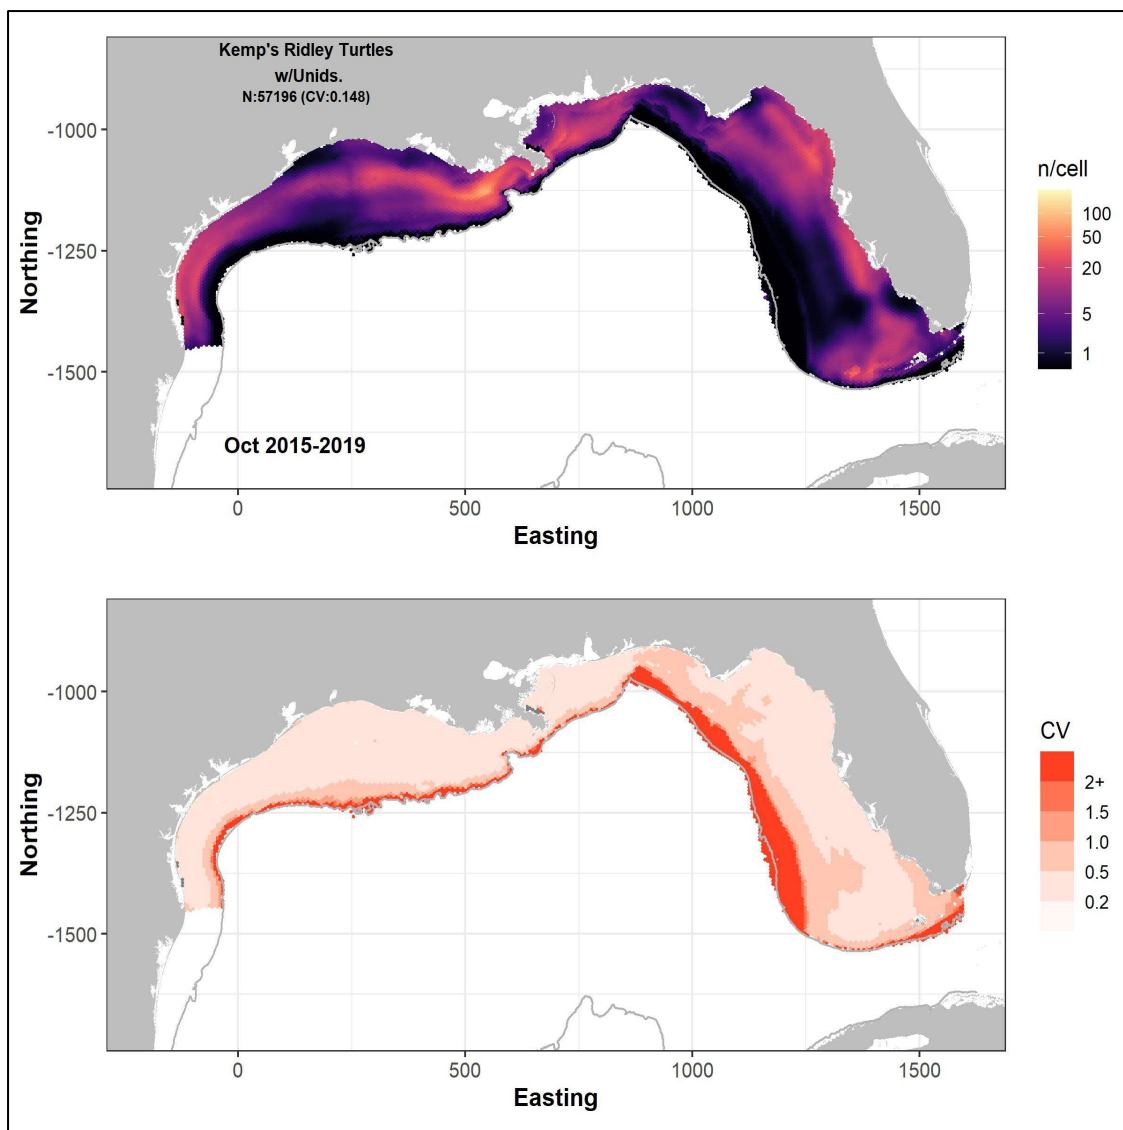 Kemp's Ridley Turtles
w/Unids.
N:57196 (CV:0.148)
-1000
-1250
-1500
Northing
Oct 2015-2019
0
500
1000
1500
Easting
n/cell
100
50
20
5
1
-1000
-1250
-1500
Northing
0
500
1000
1500
Easting
CV
2+
1.5
1.0
0.5
0.2